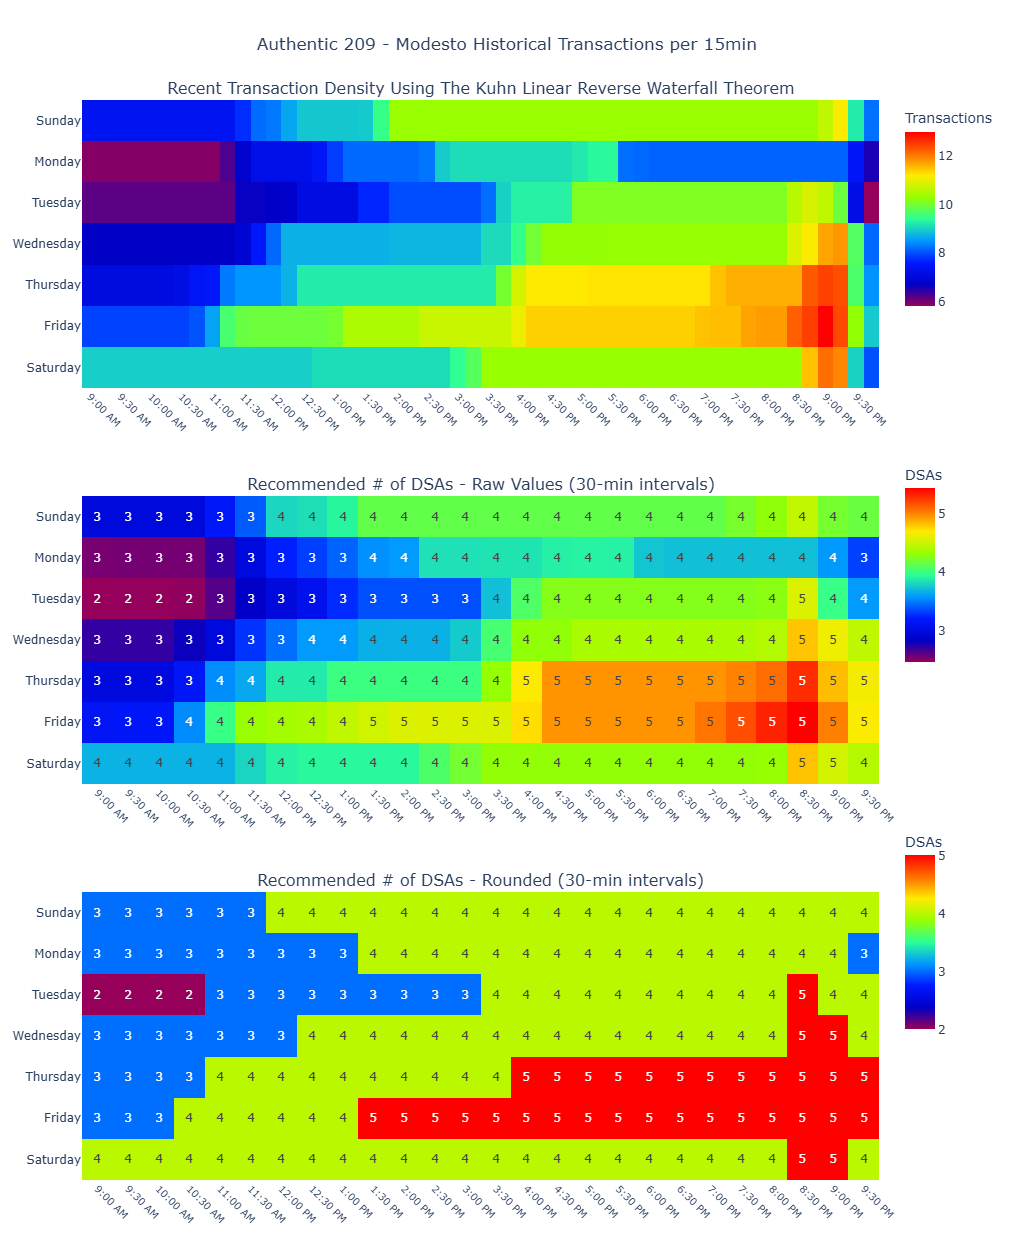 Authentic 209 - Modesto Historical Transactions per 15min
Recent Transaction Density Using The Kuhn Linear Reverse Waterfall Theorem
Sunday
Monday
Tuesday
Wednesday
Thursday
Friday
Saturday
9:00 AM 9:30 AM 10:00 AM 10:30 AM 11:00 AM 11:30 AM 12:00 PM 12:30 PM 1:00 PM 1:30 PM 2:00 PM 2:30 PM 3:00 PM 3:30 PM 4:00 PM 4:30 PM 5:00 PM 5:30 PM 6:00 PM 6:30 PM 7:00 PM 7:30 PM 8:00 PM 8:30 PM 9:00 PM 9:30 PM
Transactions
12
10
8
6
Recommended # of DSAs - Raw Values (30-min intervals)
Sunday 3 3 3 3 3 3 4 4 4 4 4 4 4 4 4 4 4 4 4 4 4 4 4 4 4 4
Monday 3 3 3 3 3 3 3 3 3 4 4 4 4 4 4 4 4 4 4 4 4 4 4 4 4 3
Tuesday 2 2 2 2 3 3 3 3 3 3 3 3 3 4 4 4 4 4 4 4 4 4 4 5 4 4
Wednesday 3 3 3 3 3 3 3 4 4 4 4 4 4 4 4 4 4 4 4 4 4 4 4 5 5 4
Thursday 3 3 3 3 4 4 4 4 4 4 4 4 4 4 5 5 5 5 5 5 5 5 5 5 5 5
Friday 3 3 3 4 4 4 4 4 4 5 5 5 5 5 5 5 5 5 5 5 5 5 5 5 5 5
Saturday 4 4 4 4 4 4 4 4 4 4 4 4 4 4 4 4 4 4 4 4 4 4 4 5 5 4
9:00 AM 9:30 AM 10:00 AM 10:30 AM 11:00 AM 11:30 AM 12:00 PM 12:30 PM 1:00 PM 1:30 PM 2:00 PM 2:30 PM 3:00 PM 3:30 PM 4:00 PM 4:30 PM 5:00 PM 5:30 PM 6:00 PM 6:30 PM 7:00 PM 7:30 PM 8:00 PM 8:30 PM 9:00 PM 9:30 PM
DSAs
5
4
3
Recommended # of DSAs - Rounded (30-min intervals)
Sunday 3 3 3 3 3 3 4 4 4 4 4 4 4 4 4 4 4 4 4 4 4 4 4 4 4 4
Monday 3 3 3 3 3 3 3 3 3 4 4 4 4 4 4 4 4 4 4 4 4 4 4 4 4 3
Tuesday 2 2 2 2 3 3 3 3 3 3 3 3 3 4 4 4 4 4 4 4 4 4 4 5 4 4
Wednesday 3 3 3 3 3 3 3 4 4 4 4 4 4 4 4 4 4 4 4 4 4 4 4 5 5 4
Thursday 3 3 3 3 4 4 4 4 4 4 4 4 4 4 5 5 5 5 5 5 5 5 5 5 5 5
Friday 3 3 3 4 4 4 4 4 4 5 5 5 5 5 5 5 5 5 5 5 5 5 5 5 5 5
Saturday 4 4 4 4 4 4 4 4 4 4 4 4 4 4 4 4 4 4 4 4 4 4 4 5 5 4
9:00 AM 9:30 AM 10:00 AM 10:30 AM 11:00 AM 11:30 AM 12:00 PM 12:30 PM 1:00 PM 1:30 PM 2:00 PM 2:30 PM 3:00 PM 3:30 PM 4:00 PM 4:30 PM 5:00 PM 5:30 PM 6:00 PM 6:30 PM 7:00 PM 7:30 PM 8:00 PM 8:30 PM 9:00 PM 9:30 PM
DSAs
5
4
3
2